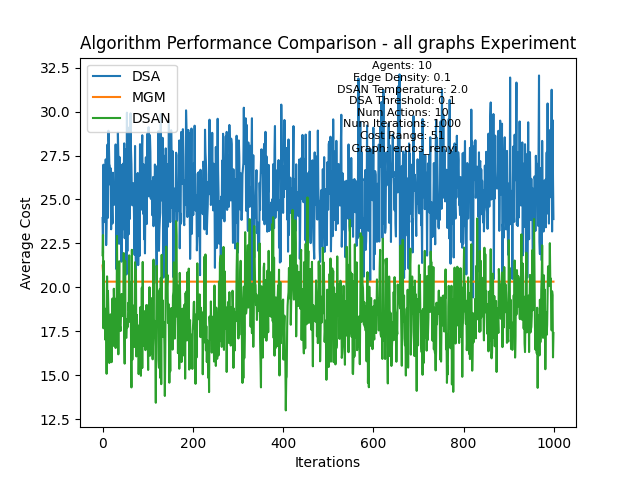 Algorithm Performance Comparison - all graphs Experiment
DSA
MGM
DSAN
Agents: 10
Edge Density: 0.1
DSAN Temperature: 2.0
DSA Threshold: 0.1
Num Actions: 10
Num Iterations: 1000
Cost Range: 51
Graph: erdos_renyi
Average Cost
32.5
30.0
27.5
25.0
22.5
20.0
17.5
15.0
12.5
0
200
400
600
800
1000
Iterations